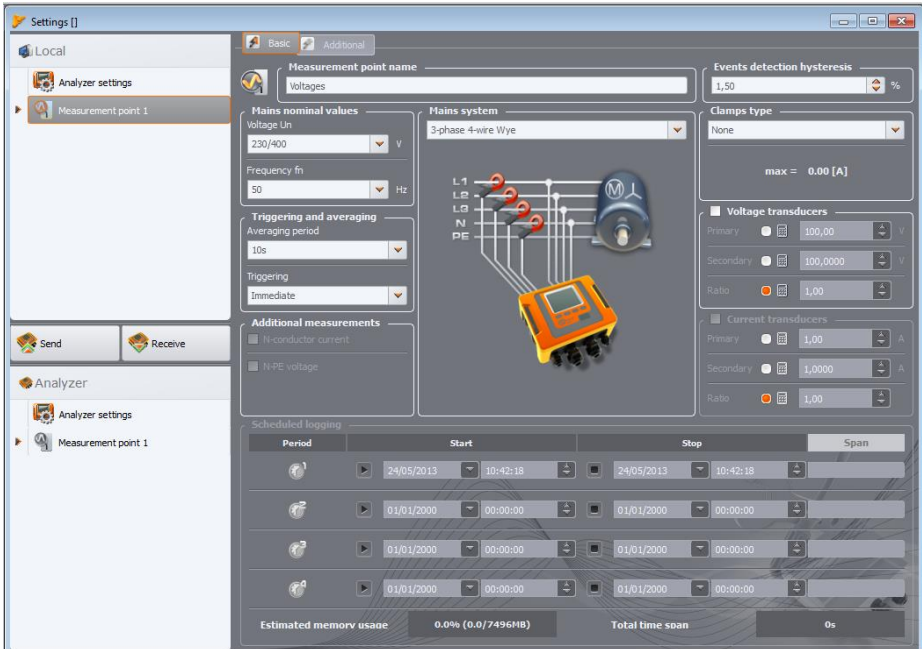 Settings []
Local
Analyzer settings
Measurement point 1
Send
Receive
Analyzer
Analyzer settings
Measurement point 1
Basic
Additional
Measurement point name
Voltages
Events detection hysteresis
1,50 %
Mains nominal values
Voltage Un
230/400 V
Frequency fn
50 Hz
Triggering and averaging
Averaging period
10s
Triggering
Immediate
Additional measurements
N-conductor current
N-PE voltage
Mains system
3-phase 4-wire Wye
L1
L2
L3
N
PE
M
Clamps type
None
max = 0.00 [A]
Voltage transducers
Primary 100,00 V
Secondary 100,0000 V
Ratio 1,00
Current transducers
Primary 1,00 A
Secondary 1,0000 A
Ratio 1,00
Scheduled logging
Period Start Stop Span
1 24/05/2013 10:42:18 24/05/2013 10:42:18
2 01/01/2000 00:00:00 01/01/2000 00:00:00
3 01/01/2000 00:00:00 01/01/2000 00:00:00
4 01/01/2000 00:00:00 01/01/2000 00:00:00
Estimated memory usage 0.0% (0.0/7496MB) Total time span 0s